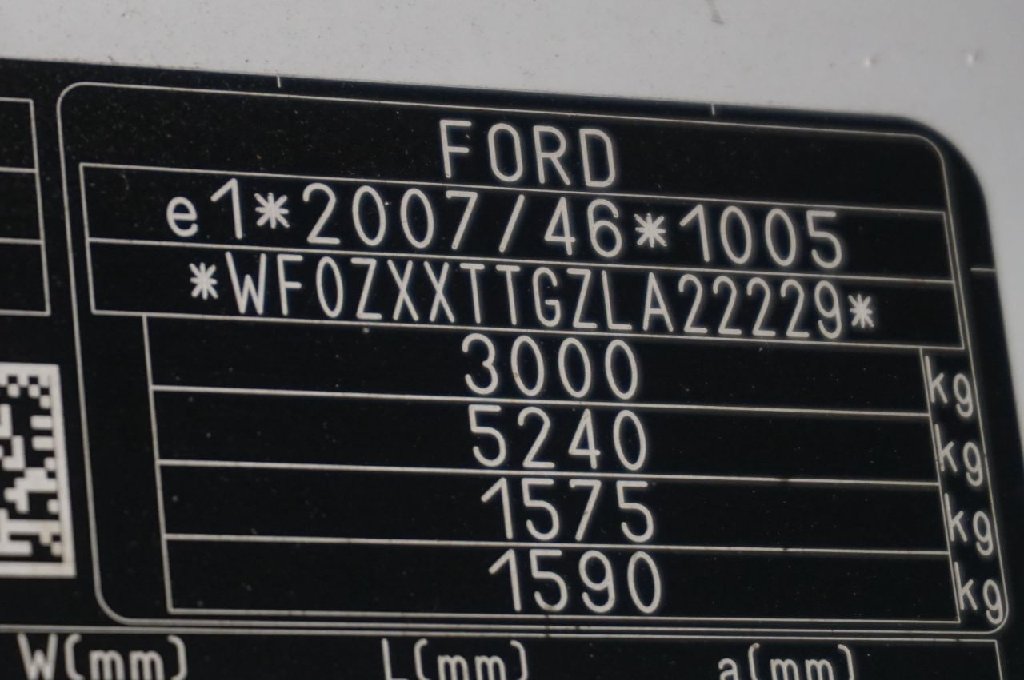 FORD
e1*2007/46*1005
*WF0ZXXTTGZLA22229*
3000 kg
5240 kg
1575 kg
1590 kg
W(mm) L(mm) a(mm)